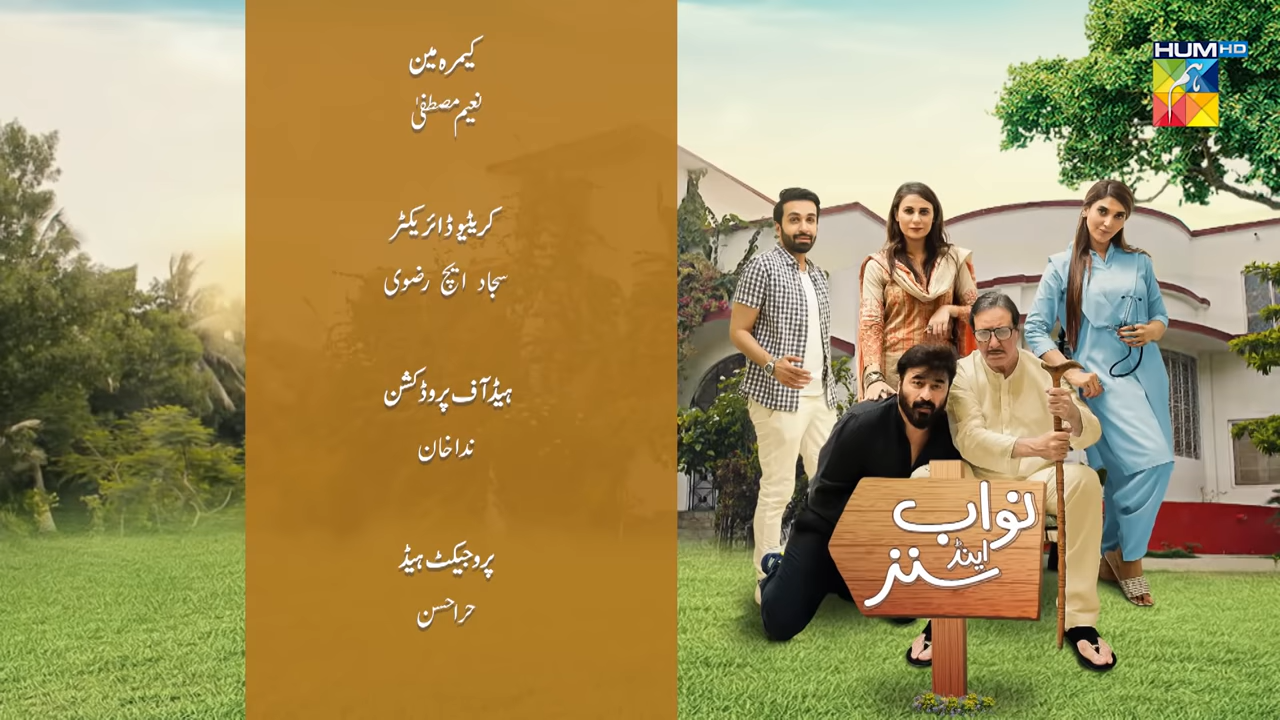 کیمرہ مین
نعیم مصطفیٰ
کریٹیو ڈائریکٹر
سجاد ایچ رضوی
ہیڈ آف پروڈکشن
ندا خان
پروجیکٹ ہیڈ
حرا حسن
HUM HD
ہم
نواب
اینڈ
سنز